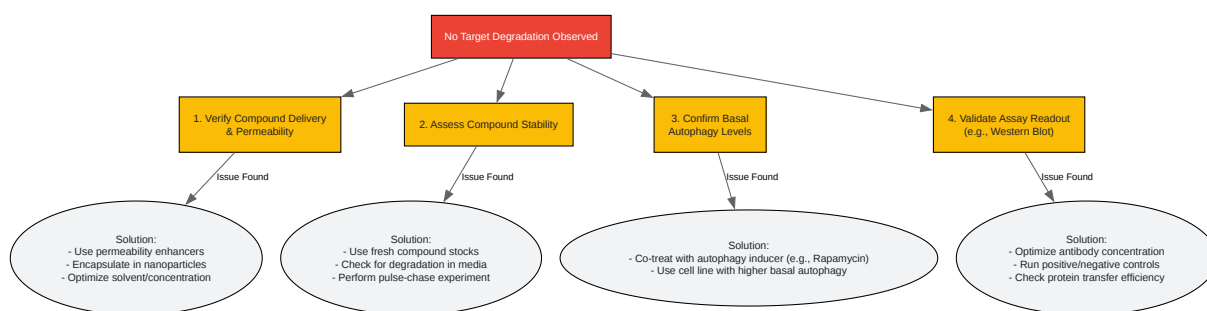 No Target Degradation Observed
1. Verify Compound Delivery
& Permeability
2. Assess Compound Stability
3. Confirm Basal
Autophagy Levels
4. Validate Assay Readout
(e.g., Western Blot)
Issue Found
Issue Found
Issue Found
Issue Found
Solution:
- Use permeability enhancers
- Encapsulate in nanoparticles
- Optimize solvent/concentration
Solution:
- Use fresh compound stocks
- Check for degradation in media
- Perform pulse-chase experiment
Solution:
- Co-treat with autophagy inducer (e.g., Rapamycin)
- Use cell line with higher basal autophagy
Solution:
- Optimize antibody concentration
- Run positive/negative controls
- Check protein transfer efficiency